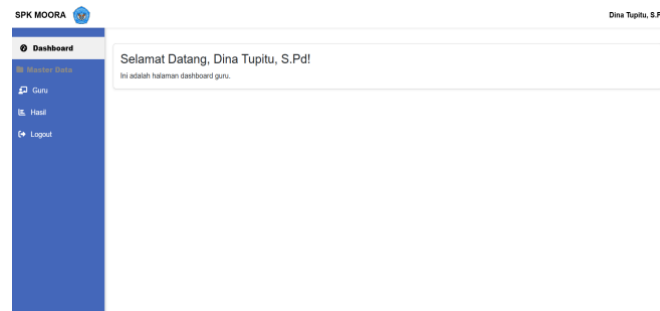 SPK MOORA
Dina Tupitu, S.P
Dashboard
Master Data
Guru
Hasil
Logout
Selamat Datang, Dina Tupitu, S.Pd!
Ini adalah halaman dashboard guru.